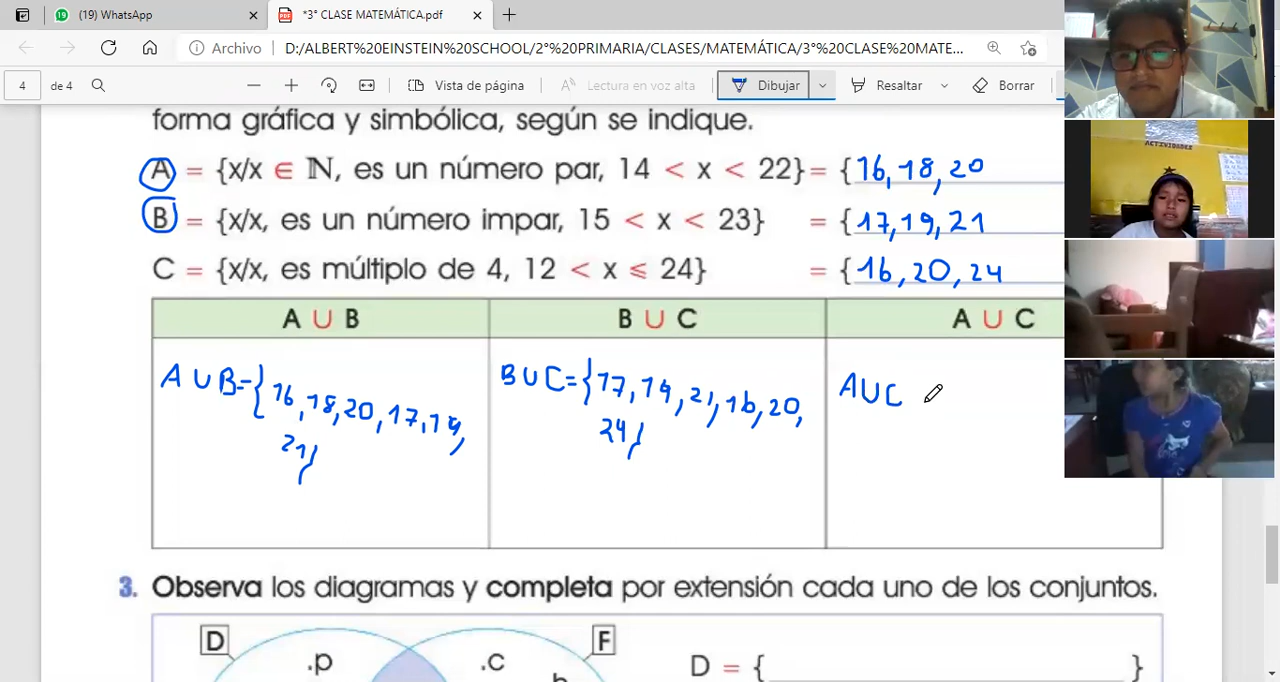 (19) WhatsApp
*3° CLASE MATEMÁTICA.pdf
Archivo
D:/ALBERT%20EINSTEIN%20SCHOOL/2°%20PRIMARIA/CLASES/MATEMÁTICA/3°%20CLASE%20MATE...
4 de 4
Vista de página
Lectura en voz alta
Dibujar
Resaltar
Borrar
forma gráfica y simbólica, según se indique.
A = {x/x ∈ ℕ, es un número par, 14 < x < 22} = {16, 18, 20
B = {x/x, es un número impar, 15 < x < 23} = {17, 19, 21
C = {x/x, es múltiplo de 4, 12 < x ≤ 24} = {16, 20, 24
A ∪ B
B ∪ C
A ∪ C
A ∪ B = {16, 18, 20, 17, 19,
21}
B ∪ C = {17, 19, 21, 16, 20,
24}
A ∪ C
3. Observa los diagramas y completa por extensión cada uno de los conjuntos.
D
.p
.c
F
D = { }
ACTIVIDADES